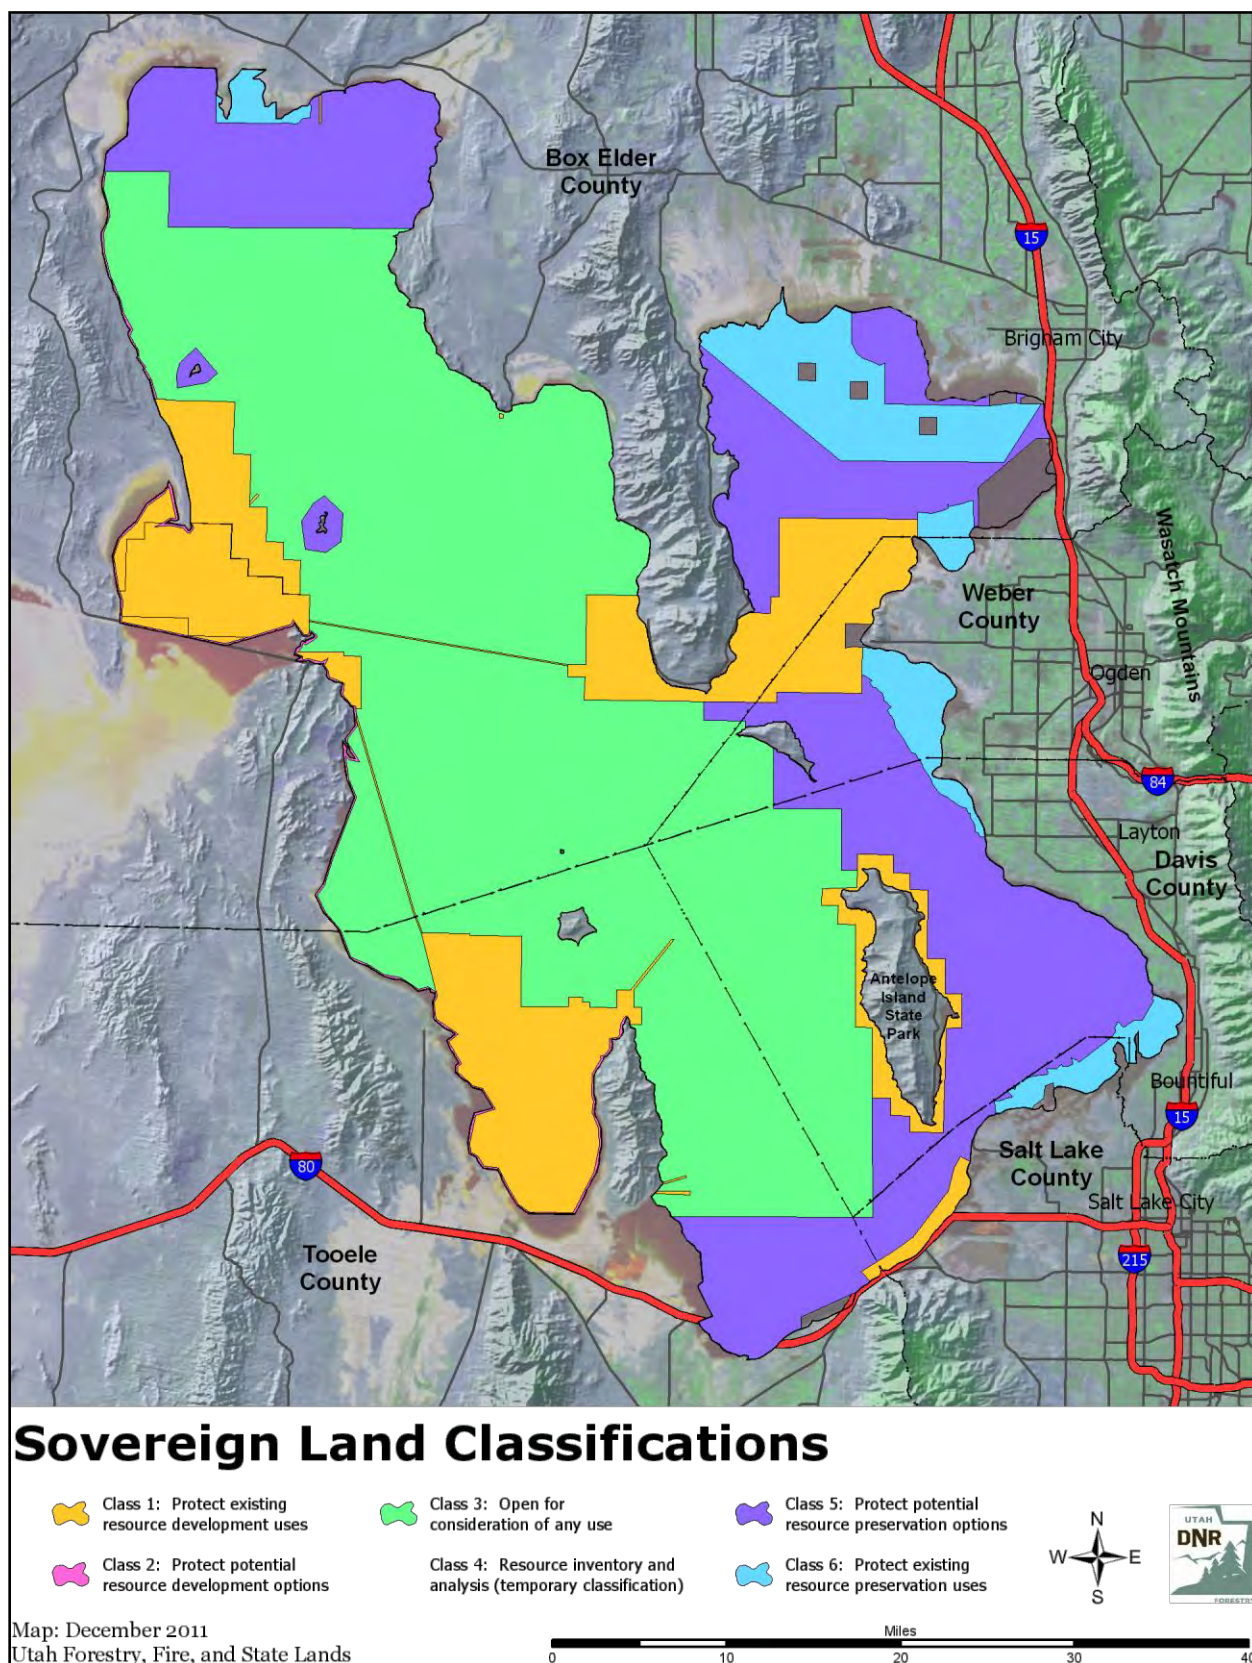 Box Elder
County
15
Brigham City
Wasatch Mountains
Weber
County
Ogden
84
Layton
Davis
County
Antelope
Island
State
Park
Bountiful
15
Salt Lake
County
80
Salt Lake City
215
Tooele
County
Sovereign Land Classifications
Class 1: Protect existing
resource development uses
Class 2: Protect potential
resource development options
Class 3: Open for
consideration of any use
Class 4: Resource inventory and
analysis (temporary classification)
Class 5: Protect potential
resource preservation options
Class 6: Protect existing
resource preservation uses
N
W E
S
UTAH
DNR
FORESTRY
Map: December 2011
Utah Forestry, Fire, and State Lands
Miles
0 10 20 30 40